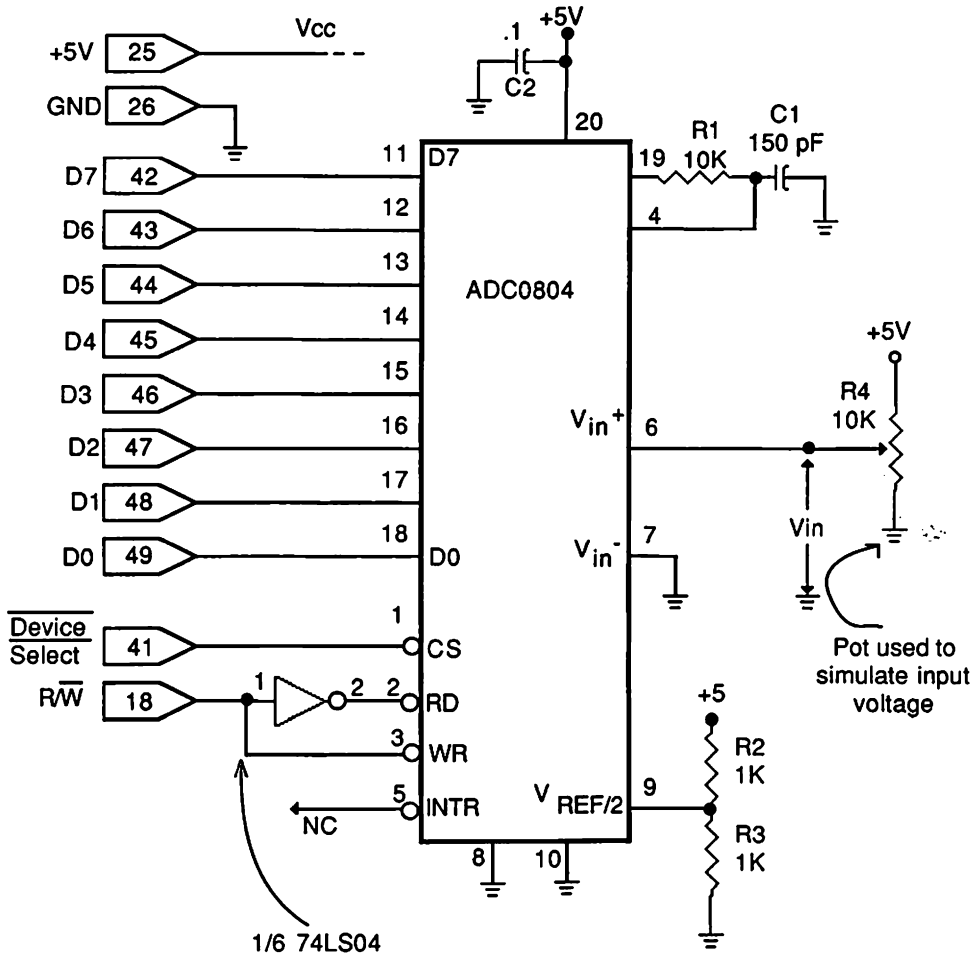 +5V
Vcc
.1
+5V 25
C2
GND 26
20
R1
10K
C1
150 pF
D7 42 11 D7
19
D6 43 12
4
D5 44 13
ADC0804
D4 45 14
+5V
D3 46 15
R4
10K
D2 47 16
Vin+ 6
D1 48 17
Vin
D0 49 18 D0
Vin- 7
Device
Select 41 1 CS
Pot used to
simulate input
voltage
R/W 18 1 2 2 RD
+5
3 WR
R2
1K
5 INTR
NC
V REF/2 9
R3
1K
8 10
1/6 74LS04